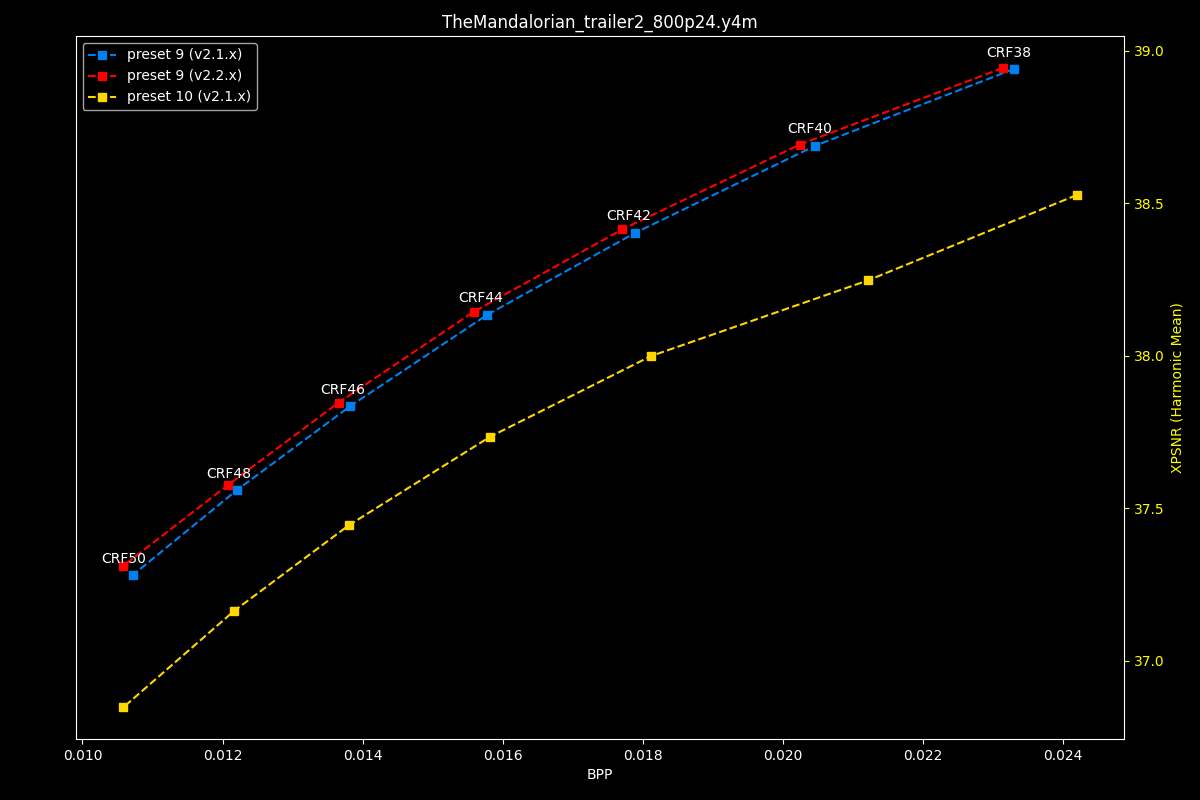 TheMandalorian_trailer2_800p24.y4m
preset 9 (v2.1.x)
preset 9 (v2.2.x)
preset 10 (v2.1.x)
CRF38
CRF40
CRF42
CRF44
CRF46
CRF48
CRF50
39.0
38.5
38.0
37.5
37.0
XPSNR (Harmonic Mean)
0.010 0.012 0.014 0.016 0.018 0.020 0.022 0.024
BPP